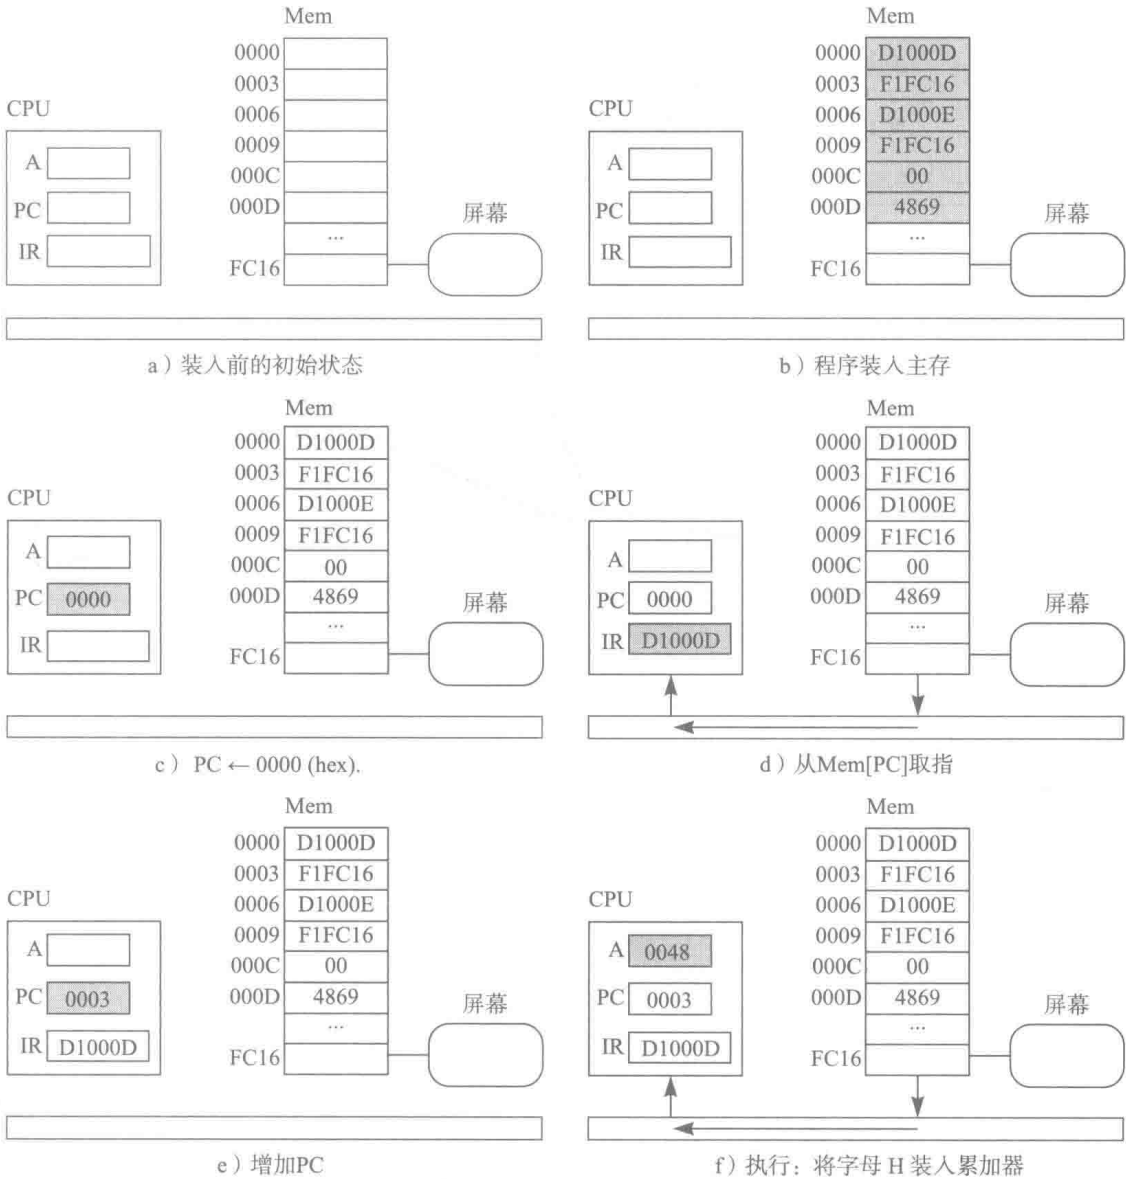 Mem
0000
0003
0006
0009
000C
000D
...
FC16
CPU
A
PC
IR
屏幕
a）装入前的初始状态
Mem
0000 D1000D
0003 F1FC16
0006 D1000E
0009 F1FC16
000C 00
000D 4869
...
FC16
CPU
A
PC
IR
屏幕
b）程序装入主存
Mem
0000 D1000D
0003 F1FC16
0006 D1000E
0009 F1FC16
000C 00
000D 4869
...
FC16
CPU
A
PC 0000
IR
屏幕
c） PC ← 0000 (hex).
Mem
0000 D1000D
0003 F1FC16
0006 D1000E
0009 F1FC16
000C 00
000D 4869
...
FC16
CPU
A
PC 0000
IR D1000D
屏幕
d）从Mem[PC]取指
Mem
0000 D1000D
0003 F1FC16
0006 D1000E
0009 F1FC16
000C 00
000D 4869
...
FC16
CPU
A
PC 0003
IR D1000D
屏幕
e）增加PC
Mem
0000 D1000D
0003 F1FC16
0006 D1000E
0009 F1FC16
000C 00
000D 4869
...
FC16
CPU
A 0048
PC 0003
IR D1000D
屏幕
f）执行：将字母 H 装入累加器